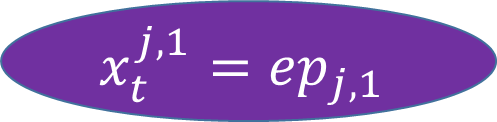 $x_t^{j,1} = ep_{j,1}$